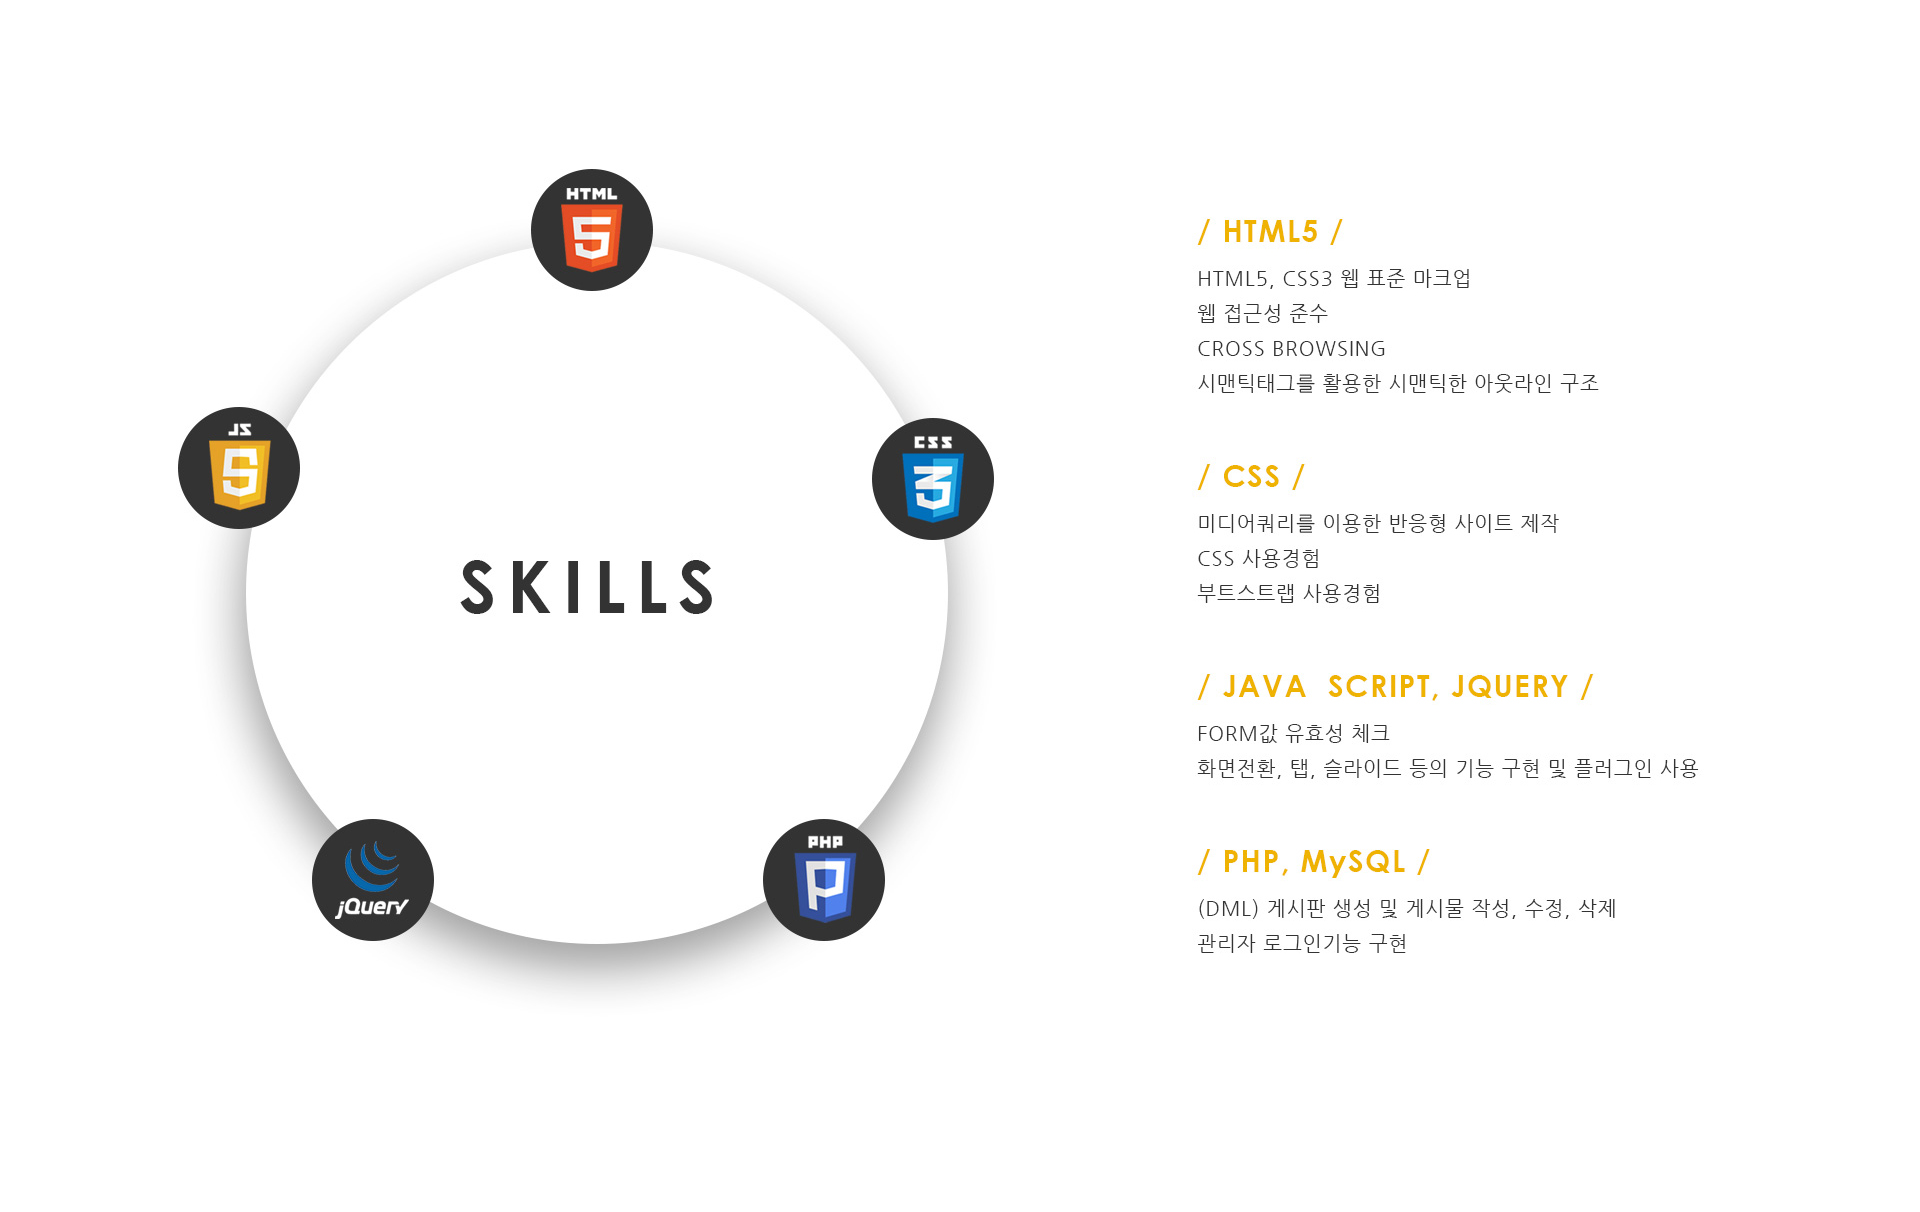 HTML
5
JS
5
CSS
3
SKILLS
jQuery
PHP
P
/ HTML5 /
HTML5, CSS3 웹 표준 마크업
웹 접근성 준수
CROSS BROWSING
시맨틱태그를 활용한 시맨틱한 아웃라인 구조
/ CSS /
미디어쿼리를 이용한 반응형 사이트 제작
CSS 사용경험
부트스트랩 사용경험
/ JAVA  SCRIPT, JQUERY /
FORM값 유효성 체크
화면전환, 탭, 슬라이드 등의 기능 구현 및 플러그인 사용
/ PHP, MySQL /
(DML) 게시판 생성 및 게시물 작성, 수정, 삭제
관리자 로그인기능 구현